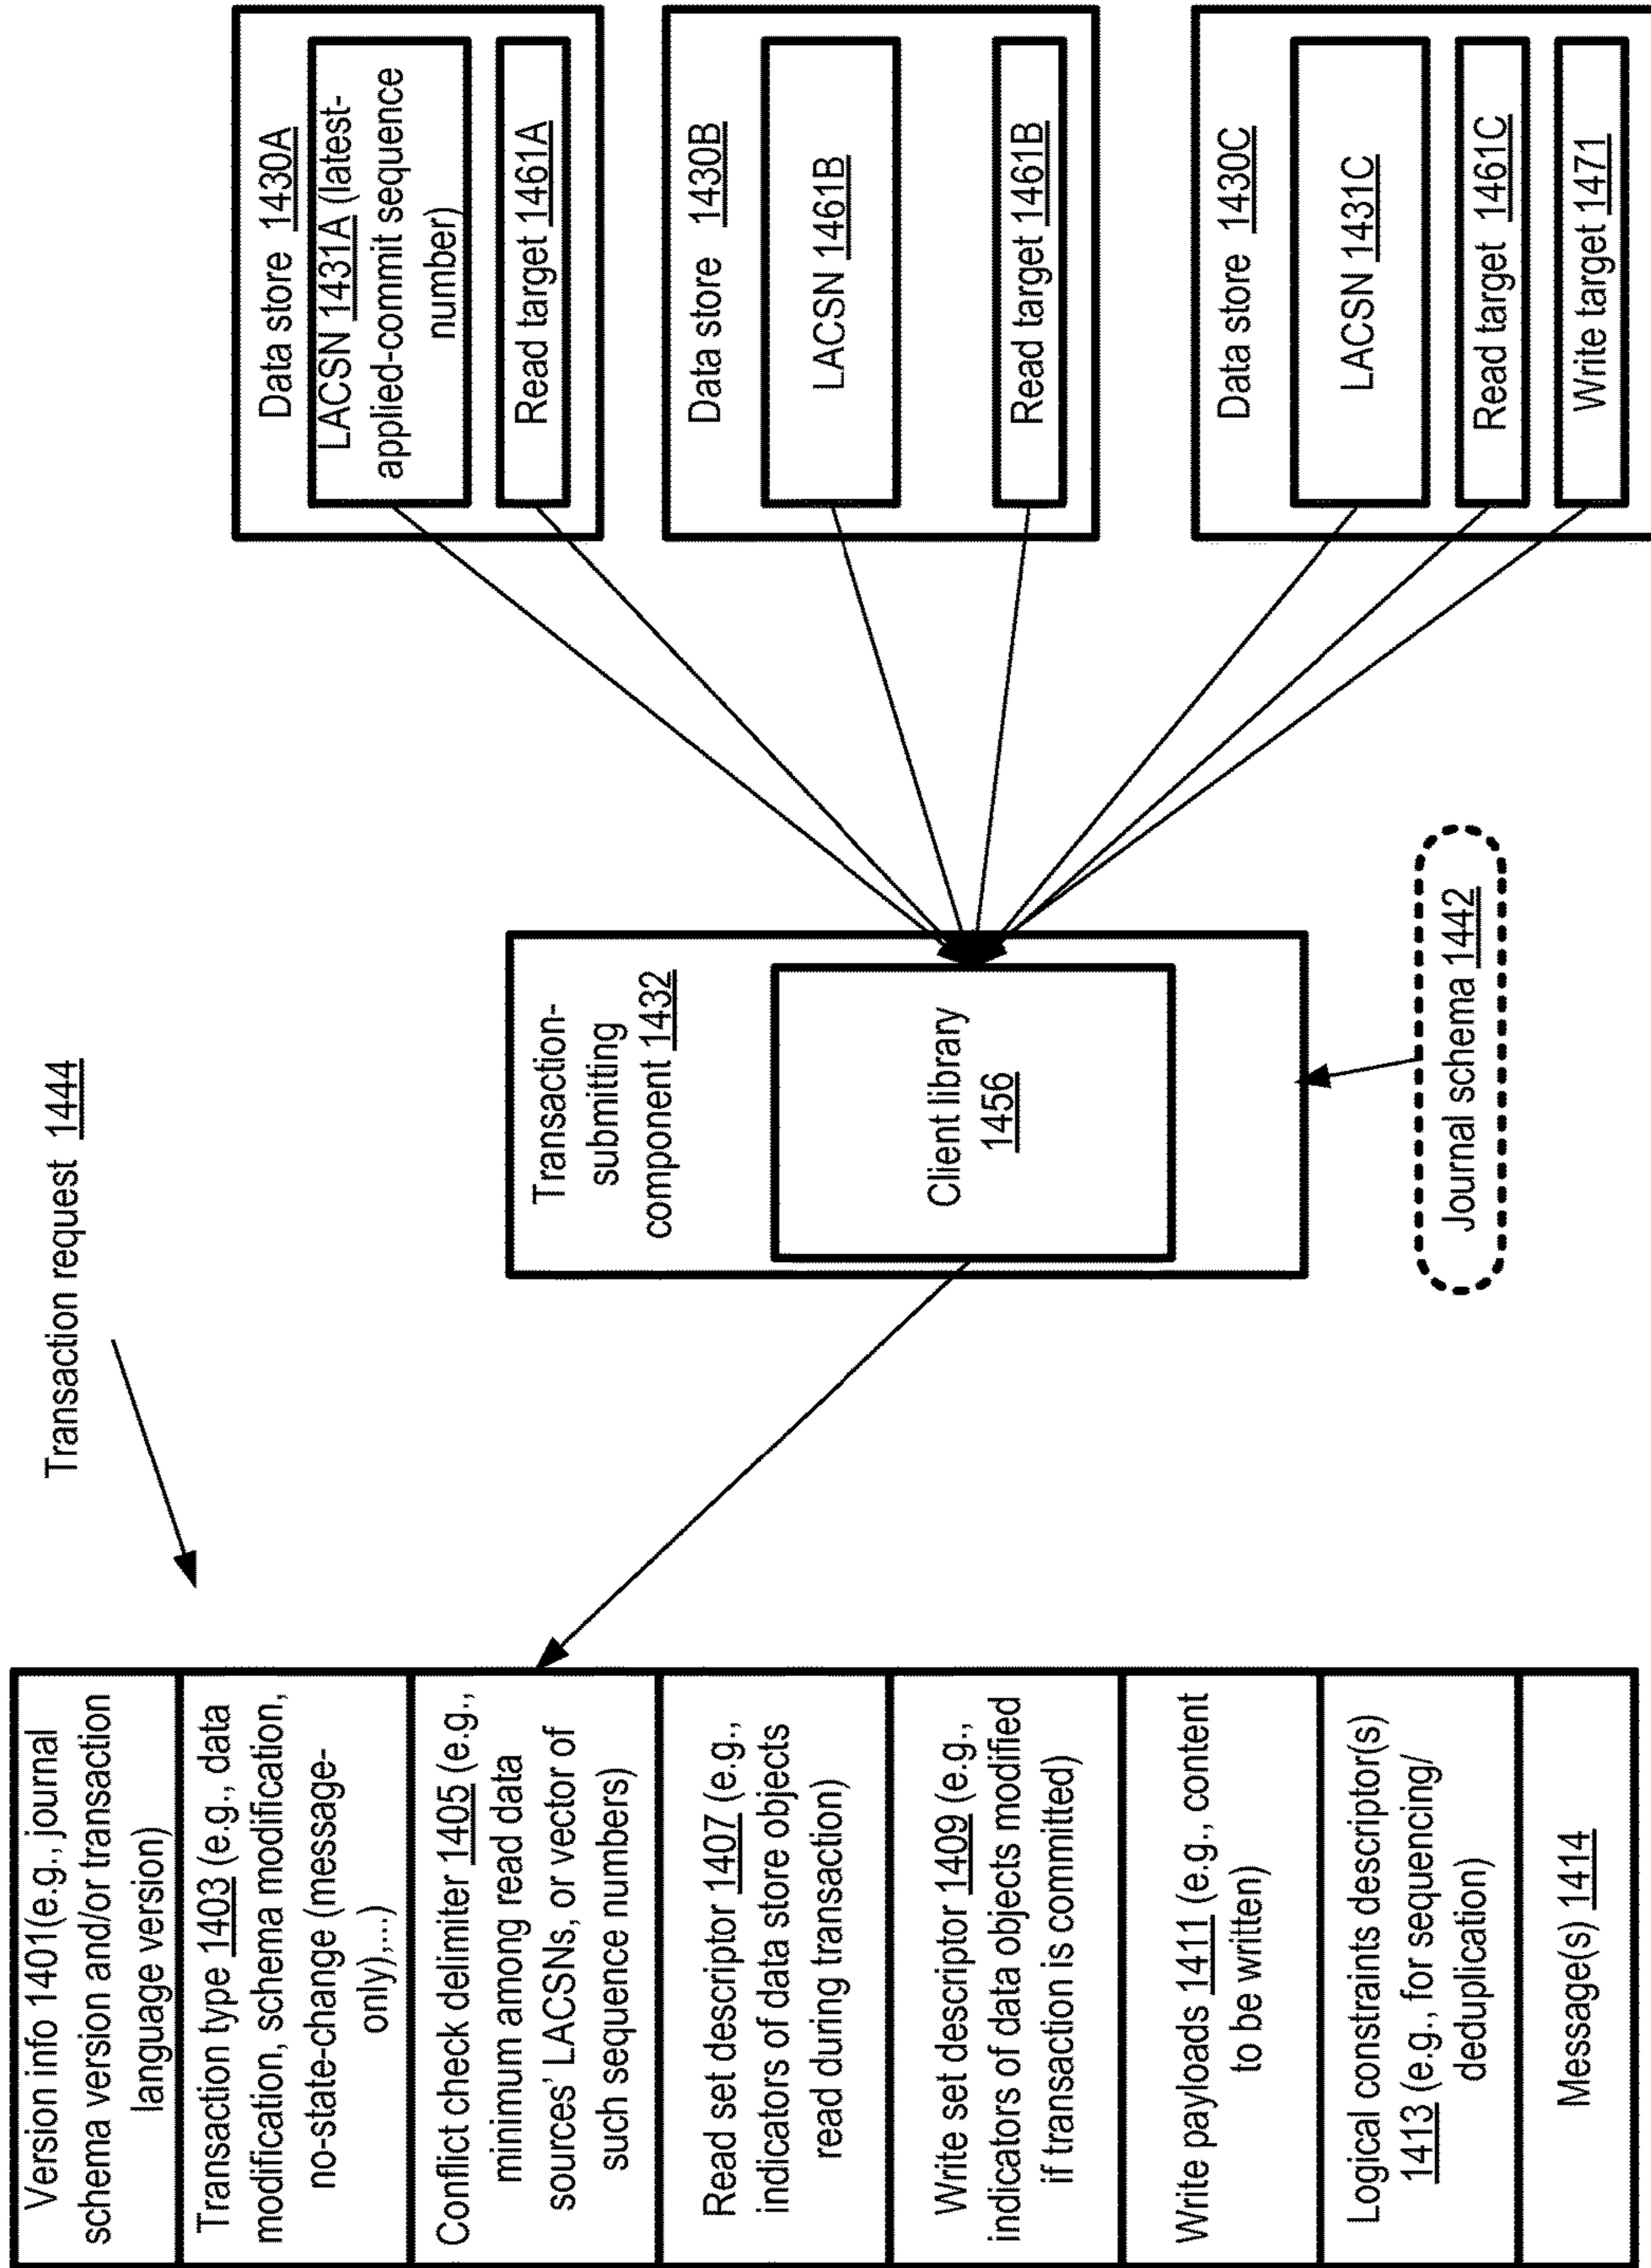 Transaction request 1444
Version info 1401(e.g., journal
schema version and/or transaction
language version)
Transaction type 1403 (e.g., data
modification, schema modification,
no-state-change (message-
only),...)
Conflict check delimiter 1405 (e.g.,
minimum among read data
sources' LACSNs, or vector of
such sequence numbers)
Read set descriptor 1407 (e.g.,
indicators of data store objects
read during transaction)
Write set descriptor 1409 (e.g.,
indicators of data objects modified
if transaction is committed)
Write payloads 1411 (e.g., content
to be written)
Logical constraints descriptor(s)
1413 (e.g., for sequencing/
deduplication)
Messages(s) 1414
Transaction-
submitting
component 1432
Client library
1456
Journal schema 1442
Data store 1430A
LACSN 1431A (latest-
applied-commit sequence
number)
Read target 1461A
Data store 1430B
LACSN 1461B
Read target 1461B
Data store 1430C
LACSN 1431C
Read target 1461C
Write target 1471